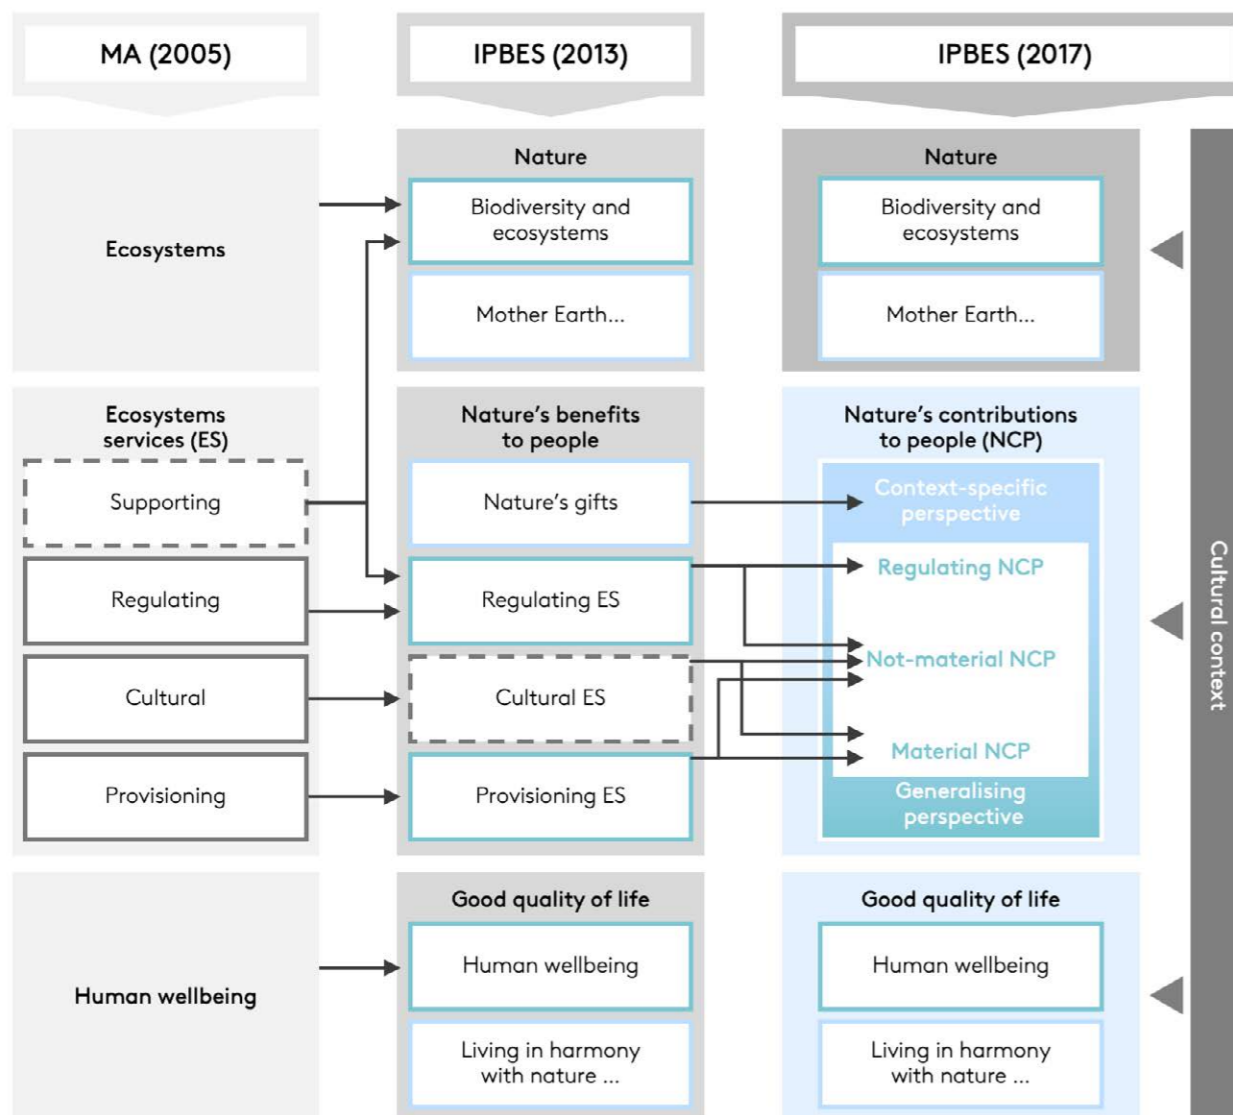 MA (2005)
IPBES (2013)
IPBES (2017)
Ecosystems
Nature
Biodiversity and
ecosystems
Mother Earth...
Nature
Biodiversity and
ecosystems
Mother Earth...
Ecosystems
services (ES)
Supporting
Regulating
Cultural
Provisioning
Nature's benefits
to people
Nature's gifts
Regulating ES
Cultural ES
Provisioning ES
Nature's contributions
to people (NCP)
Context-specific
perspective
Regulating NCP
Not-material NCP
Material NCP
Generalising
perspective
Human wellbeing
Good quality of life
Human wellbeing
Living in harmony
with nature ...
Good quality of life
Human wellbeing
Living in harmony
with nature ...
Cultural context